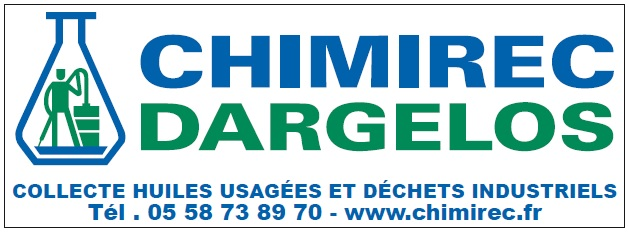 CHIMIREC
DARGELOS
COLLECTE HUILES USAGÉES ET DÉCHETS INDUSTRIELS
Tél . 05 58 73 89 70 - www.chimirec.fr